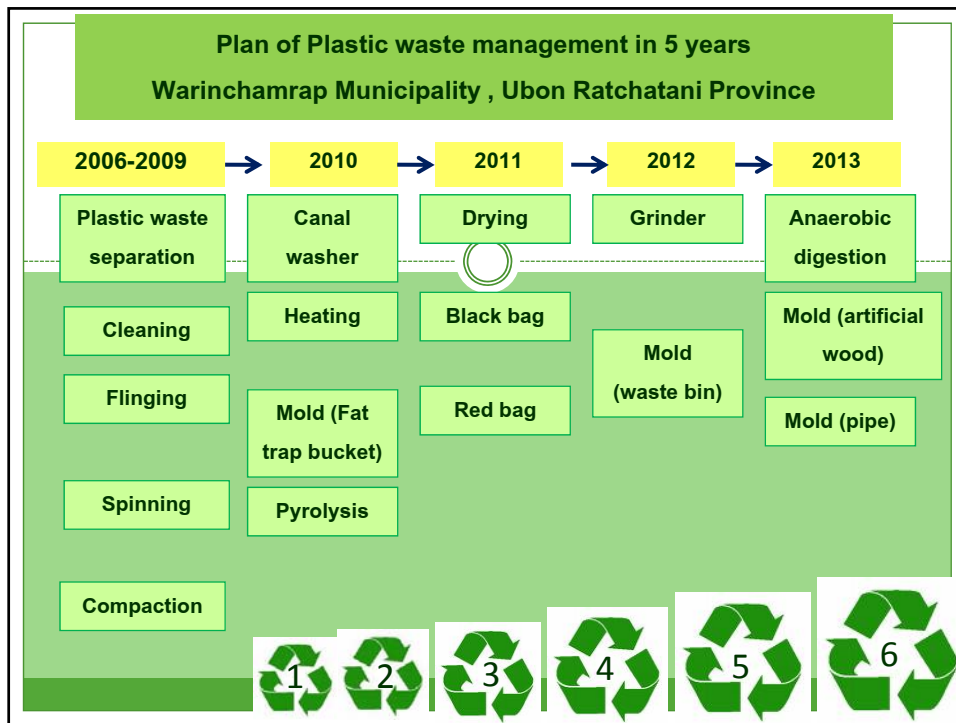 Plan of Plastic waste management in 5 years
Warinchamrap Municipality , Ubon Ratchatani Province
2006-2009
2010
2011
2012
2013
Plastic waste
separation
Cleaning
Flinging
Spinning
Compaction
Canal
washer
Heating
Mold (Fat
trap bucket)
Pyrolysis
Drying
Black bag
Red bag
Grinder
Mold
(waste bin)
Anaerobic
digestion
Mold (artificial
wood)
Mold (pipe)
1
2
3
4
5
6